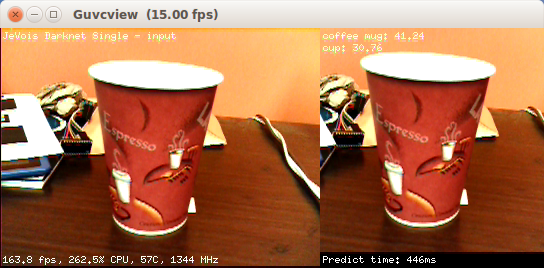 Guvcview  (15.00 fps)
JeVois Darknet Single - input
coffee mug: 41.24
cup: 30.76
Espresso
Espresso
163.8 fps, 262.5% CPU, 57C, 1344 MHz
Predict time: 446ms